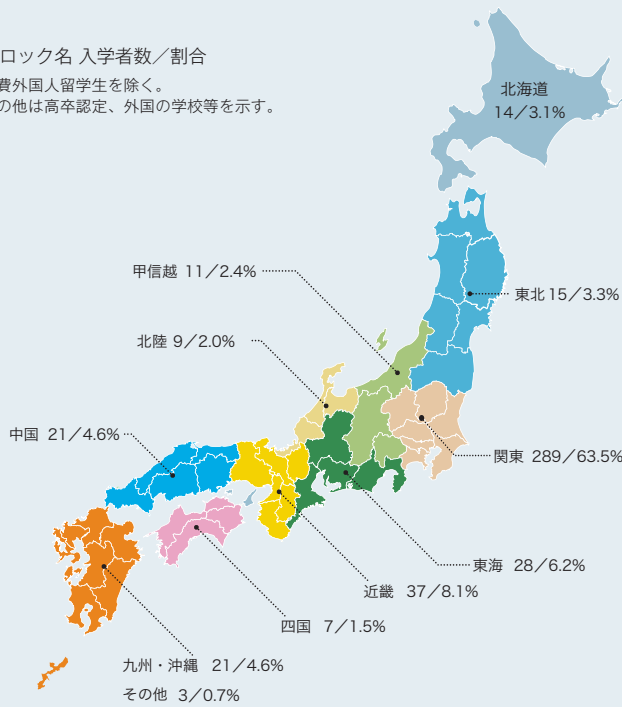 ロック名 入学者数／割合
費外国人留学生を除く。
の他は高卒認定、外国の学校等を示す。
北海道
14／3.1%
甲信越 11／2.4%
東北 15／3.3%
北陸 9／2.0%
中国 21／4.6%
関東 289／63.5%
東海 28／6.2%
近畿 37／8.1%
四国 7／1.5%
九州・沖縄 21／4.6%
その他 3／0.7%